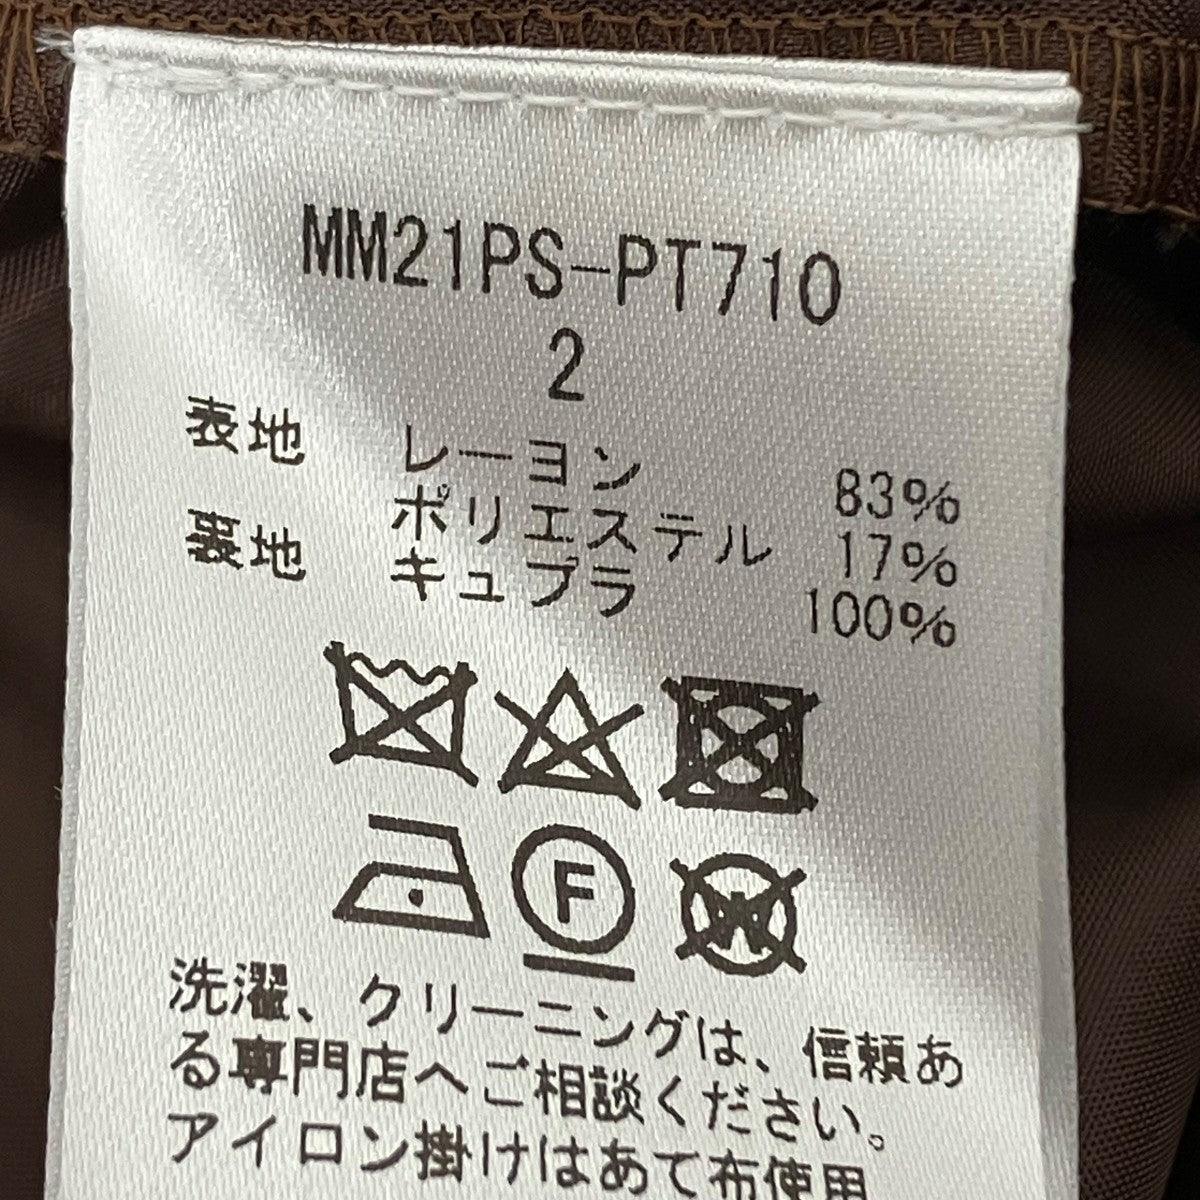 MM21PS-PT710
2
表地 レーヨン 83%
ポリエステル 17%
裏地 キュプラ 100%
F
W
洗濯、クリーニングは、信頼あ
る専門店へご相談ください。
アイロン掛けはあて布使用